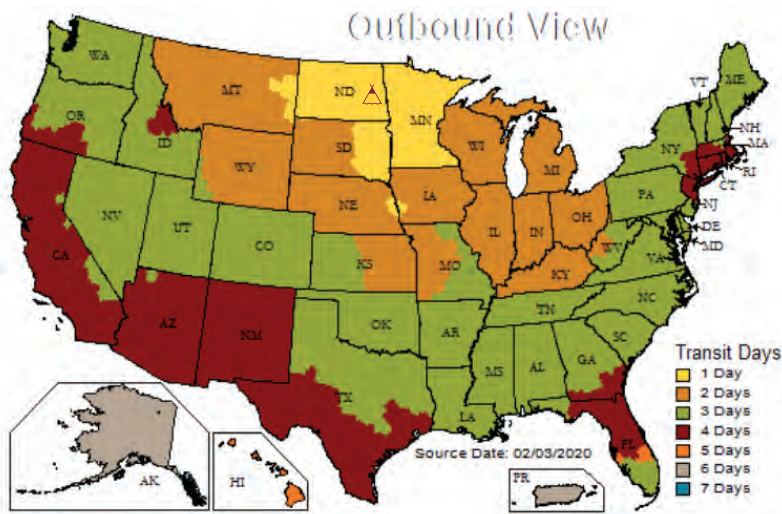 Outbound View
WA
MT
ND
MN
OR
ID
SD
WI
MI
WY
NV
UT
CO
NE
IA
CA
KS
MO
IL
IN
OH
KY
WV
VA
PA
NY
VT
ME
NH
MA
RI
CT
NJ
DE
MD
AZ
NM
OK
AR
TN
NC
SC
TX
LA
MS
AL
GA
FL
AK
HI
PR
Source Date: 02/03/2020
Transit Days
1 Day
2 Days
3 Days
4 Days
5 Days
6 Days
7 Days